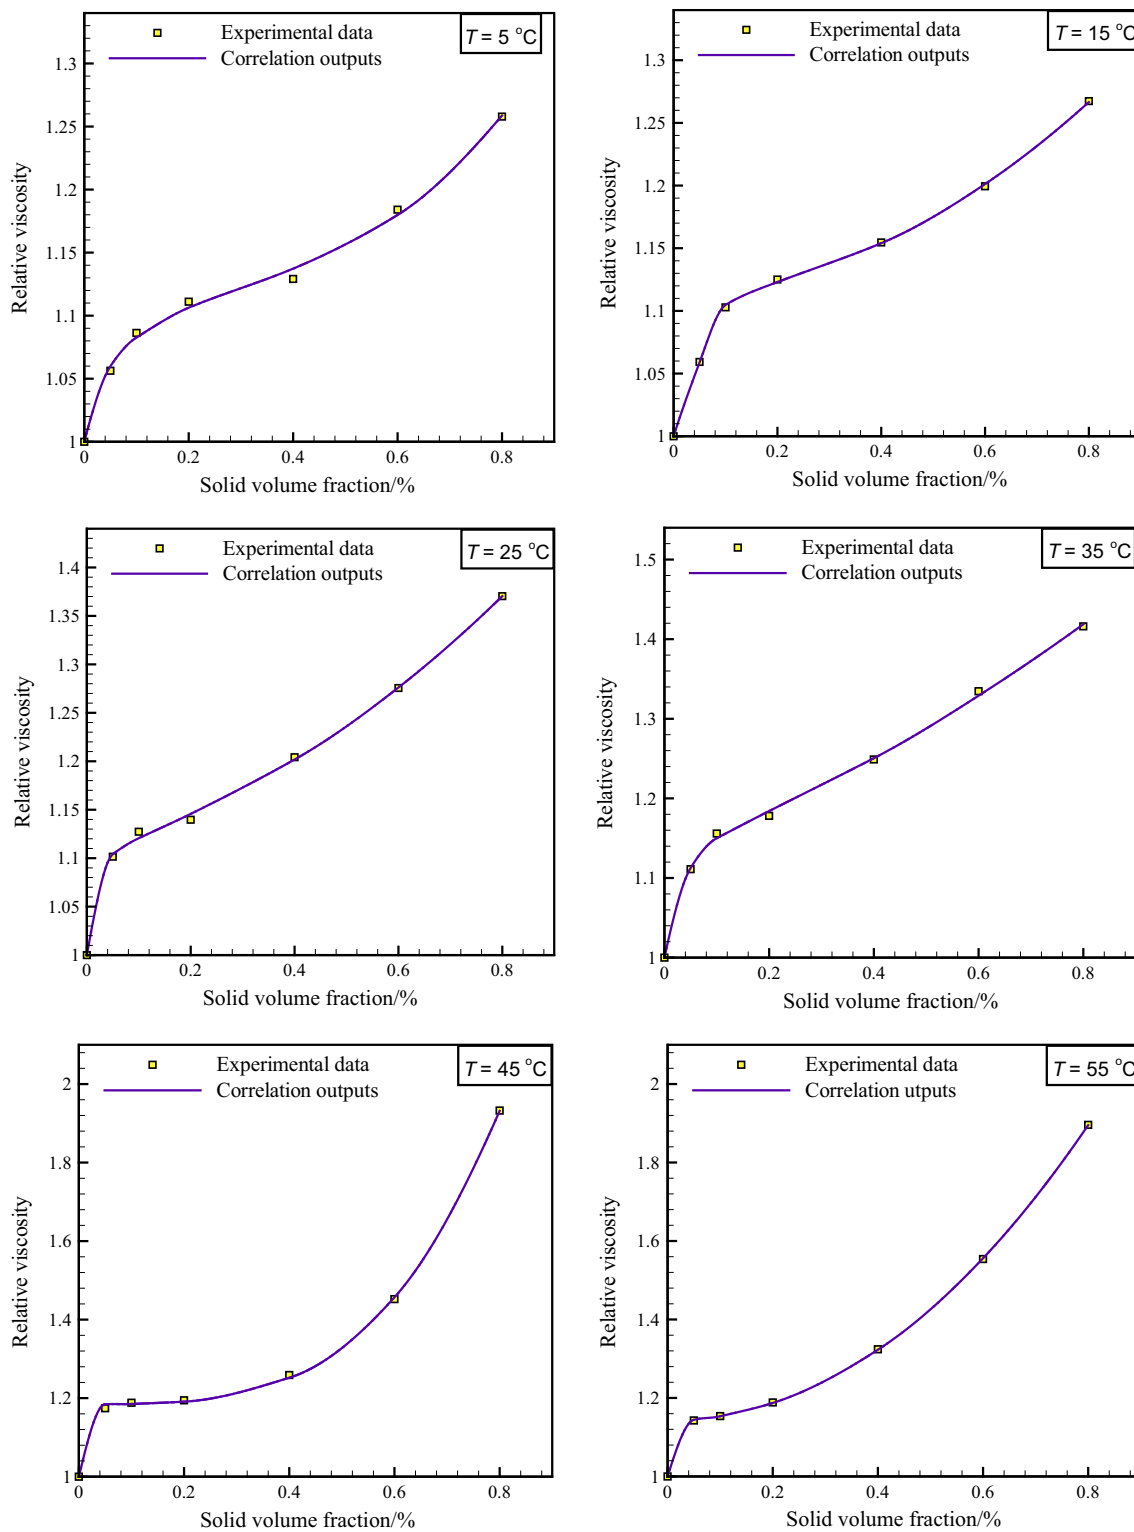 Experimental data
Correlation outputs
T = 5 °C
1.3
1.25
1.2
1.15
1.1
1.05
1
0 0.2 0.4 0.6 0.8
Relative viscosity
Solid volume fraction/%
Experimental data
Correlation outputs
T = 15 °C
1.3
1.25
1.2
1.15
1.1
1.05
1
0 0.2 0.4 0.6 0.8
Relative viscosity
Solid volume fraction/%
Experimental data
Correlation outputs
T = 25 °C
1.4
1.35
1.3
1.25
1.2
1.15
1.1
1.05
1
0 0.2 0.4 0.6 0.8
Relative viscosity
Solid volume fraction/%
Experimental data
Correlation outputs
T = 35 °C
1.5
1.4
1.3
1.2
1.1
1
0 0.2 0.4 0.6 0.8
Relative viscosity
Solid volume fraction/%
Experimental data
Correlation outputs
T = 45 °C
2
1.8
1.6
1.4
1.2
1
0 0.2 0.4 0.6 0.8
Relative viscosity
Solid volume fraction/%
Experimental data
Correlation utputs
T = 55 °C
2
1.8
1.6
1.4
1.2
1
0 0.2 0.4 0.6 0.8
Relative viscosity
Solid volume fraction/%